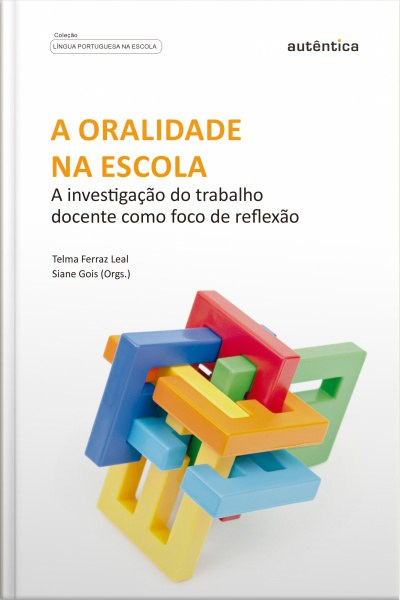 Coleção
LÍNGUA PORTUGUESA NA ESCOLA
autêntica
A ORALIDADE
NA ESCOLA
A investigação do trabalho
docente como foco de reflexão
Telma Ferraz Leal
Siane Gois (Orgs.)